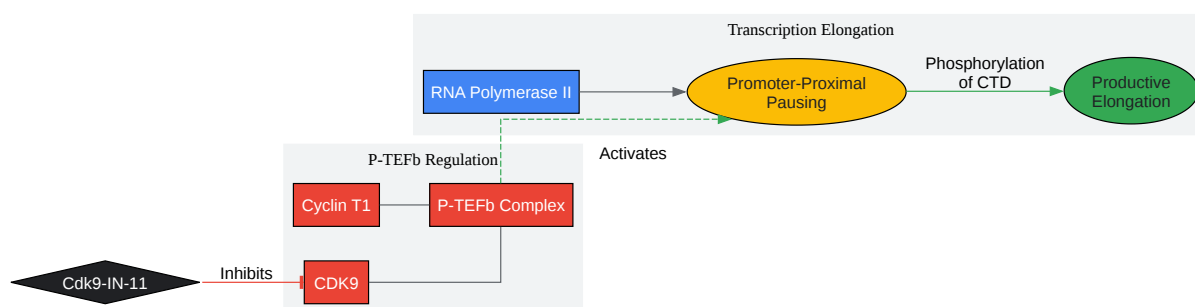 Transcription Elongation
RNA Polymerase II
Promoter-Proximal
Pausing
Phosphorylation
of CTD
Productive
Elongation
Activates
P-TEFb Regulation
Cyclin T1
P-TEFb Complex
Cdk9-IN-11
Inhibits
CDK9